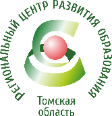 РЕГИОНАЛЬНЫЙ ЦЕНТР РАЗВИТИЯ ОБРАЗОВАНИЯ
Томская
область